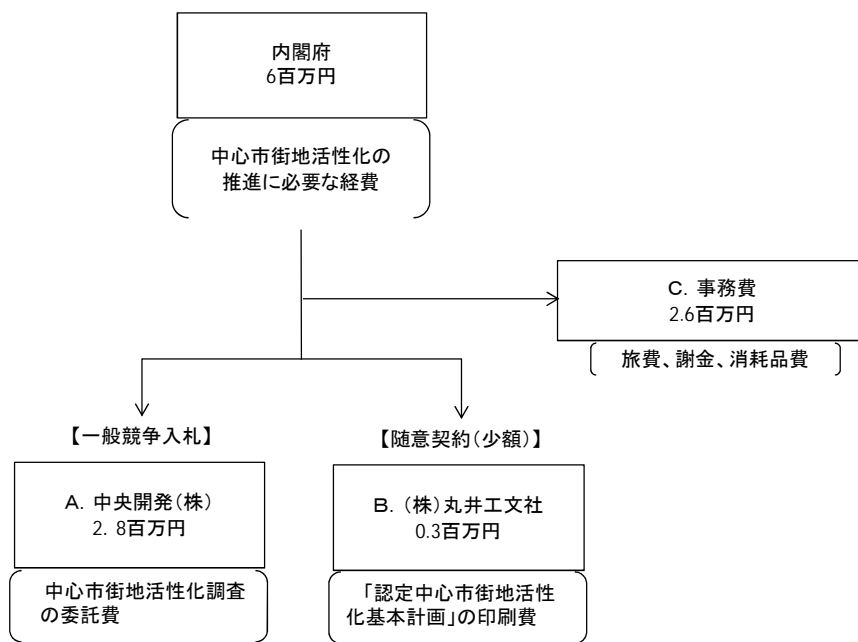 内閣府
6百万円
中心市街地活性化の
推進に必要な経費
C．事務費
2.6百万円
旅費、謝金、消耗品費
【一般競争入札】
【随意契約（少額）】
A．中央開発（株）
2．8百万円
B．（株）丸井工文社
0.3百万円
中心市街地活性化調査
の委託費
「認定中心市街地活性
化基本計画」の印刷費